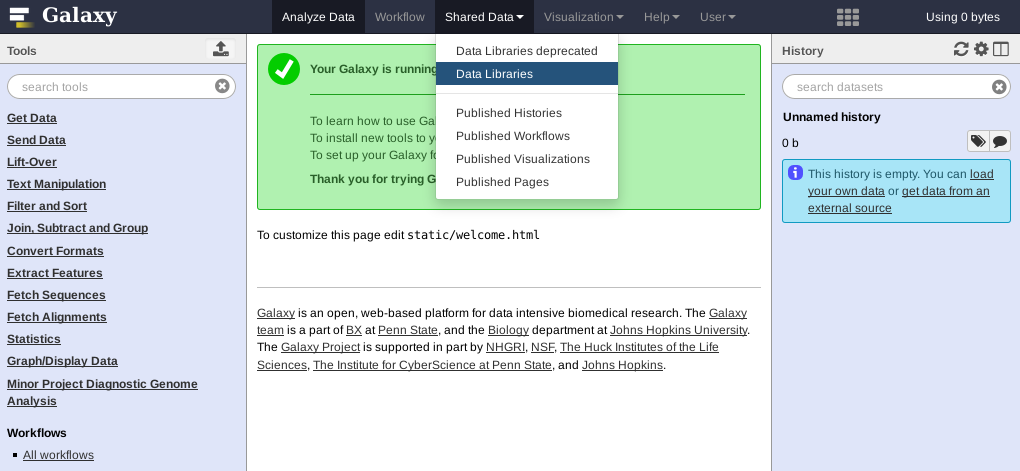 Galaxy
Analyze Data Workflow Shared Data Visualization Help User Using 0 bytes
Tools
search tools
Get Data
Send Data
Lift-Over
Text Manipulation
Filter and Sort
Join, Subtract and Group
Convert Formats
Extract Features
Fetch Sequences
Fetch Alignments
Statistics
Graph/Display Data
Minor Project Diagnostic Genome
Analysis
Workflows
All workflows
Data Libraries deprecated
Data Libraries
Published Histories
Published Workflows
Published Visualizations
Published Pages
Your Galaxy is running
To learn how to use
To install new tools to
To set up your Galaxy
Thank you for trying
To customize this page edit static/welcome.html
Galaxy is an open, web-based platform for data intensive biomedical research. The Galaxy
team is a part of BX at Penn State, and the Biology department at Johns Hopkins University.
The Galaxy Project is supported in part by NHGRI, NSF, The Huck Institutes of the Life
Sciences, The Institute for CyberScience at Penn State, and Johns Hopkins.
History
search datasets
Unnamed history
0 b
This history is empty. You can load
your own data or get data from an
external source